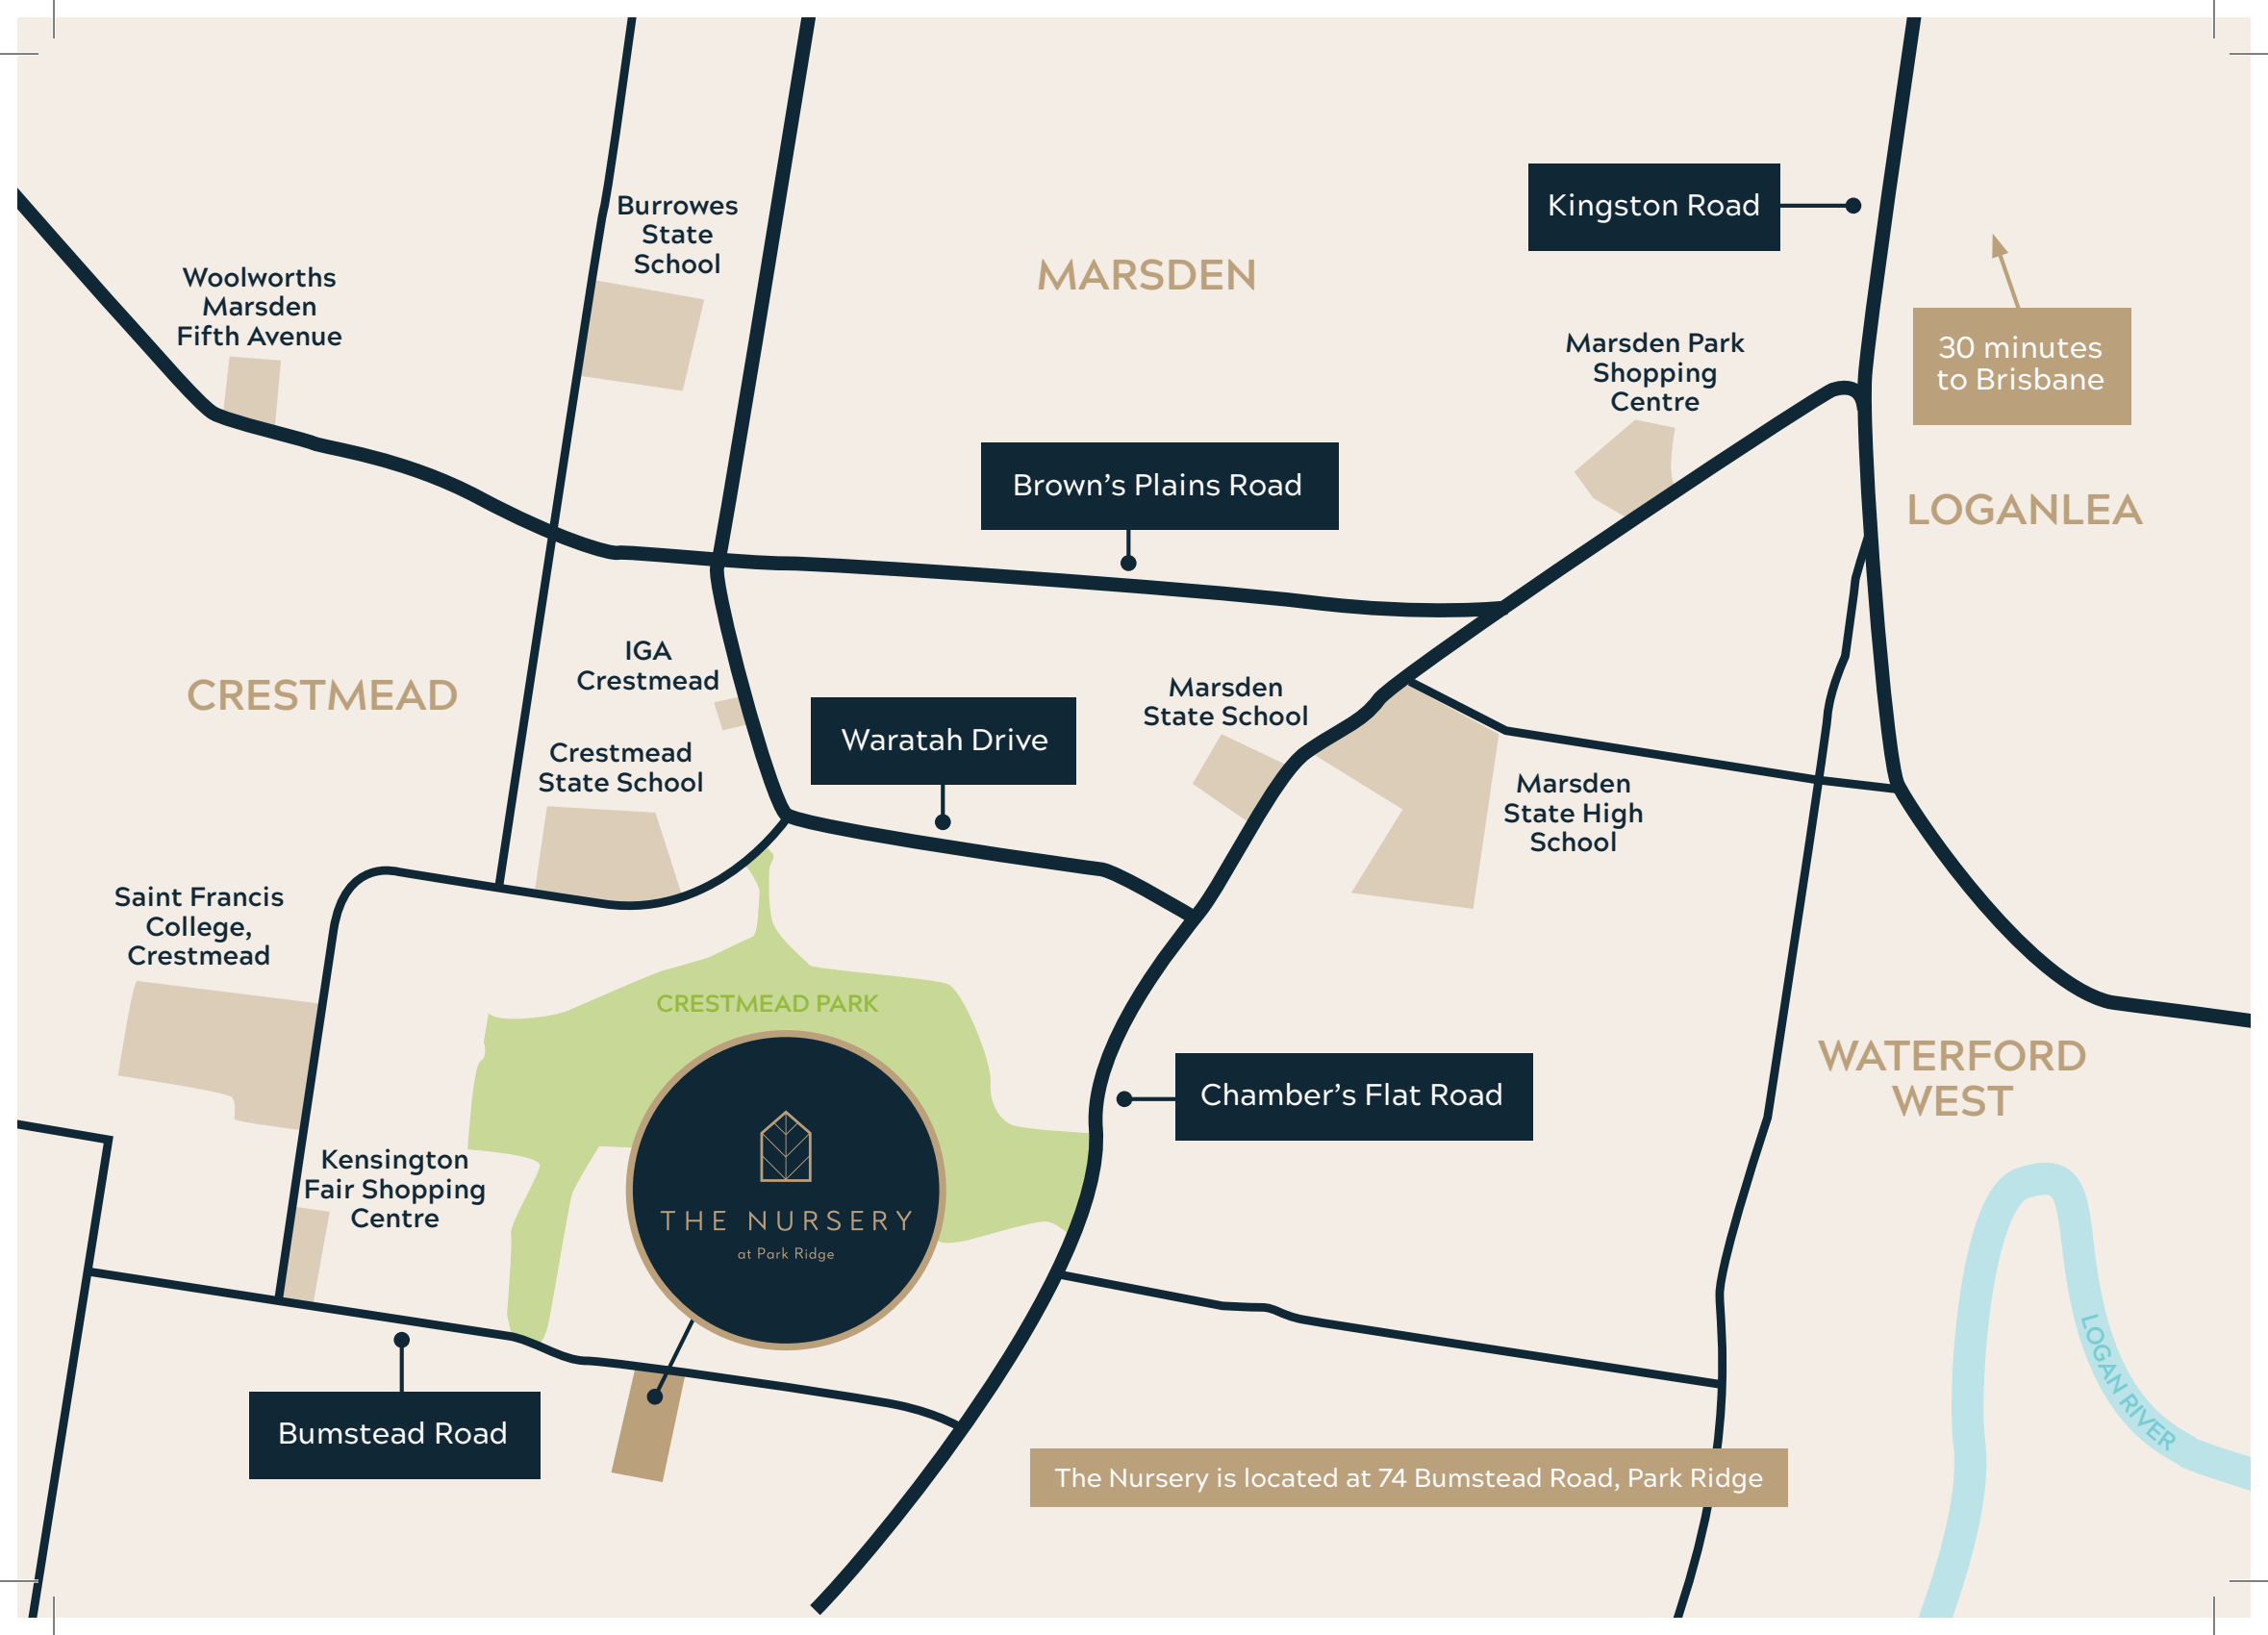 Burrowes
State
School
Kingston Road
Woolworths
Marsden
Fifth Avenue
MARSDEN
30 minutes
to Brisbane
Marsden Park
Shopping
Centre
Brown’s Plains Road
LOGANLEA
IGA
Crestmead
CRESTMEAD
Marsden
State School
Waratah Drive
Crestmead
State School
Marsden
State High
School
Saint Francis
College,
Crestmead
CRESTMEAD PARK
WATERFORD
WEST
Chamber’s Flat Road
Kensington
Fair Shopping
Centre
THE NURSERY
at Park Ridge
LOGAN RIVER
Bumstead Road
The Nursery is located at 74 Bumstead Road, Park Ridge